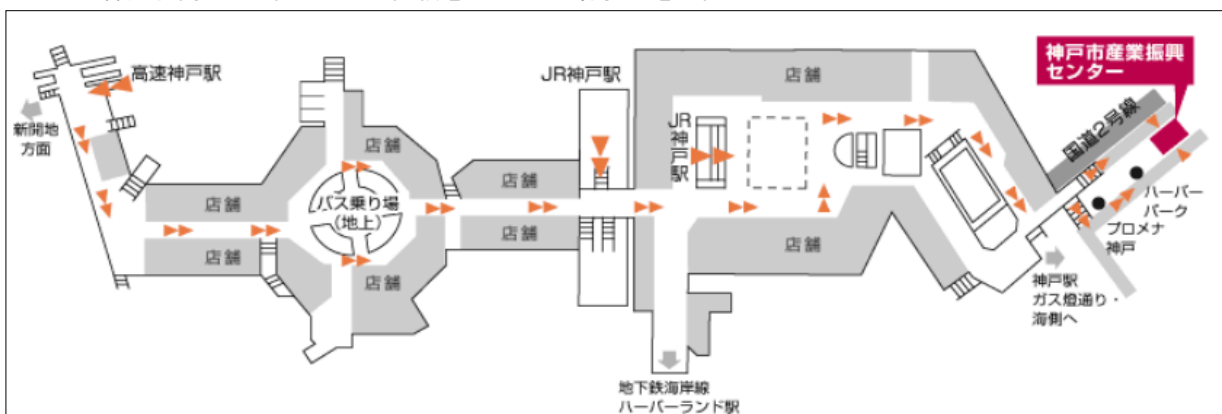 高速神戸駅
新開地
方面
店舗
店舗
店舗
バス乗り場
(地上)
店舗
店舗
店舗
JR神戸駅
店舗
JR
神
戸
駅
店舗
地下鉄海岸線
ハーバーランド駅
神戸市産業振興
センター
国道2号線
ハーバー
パーク
プロメナ
神戸
神戸駅
ガス燈通り・
海側へ